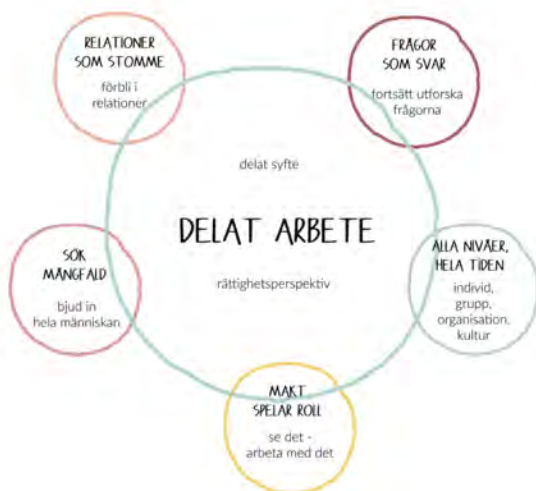 RELATIONER
SOM STOMME
förbli i
relationer
FRÅGOR
SOM SVAR
fortsätt utforska
frågorna
delat syfte
DELAT ARBETE
rättighetsperspektiv
SÖK
MÅNGFALD
bjud in
hela människan
ALLA NIVÅER,
HELA TIDEN
individ,
grupp,
organisation,
kultur
MAKT
SPELAR ROLL
se det -
arbeta med det